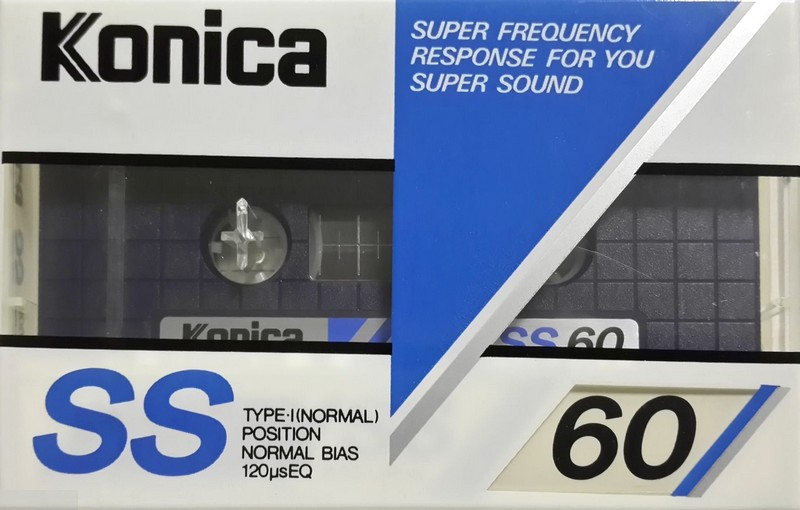 Konica
SUPER FREQUENCY
RESPONSE FOR YOU
SUPER SOUND
Konica
SS 60
SS
TYPE·I(NORMAL)
POSITION
NORMAL BIAS
120µsEQ
60